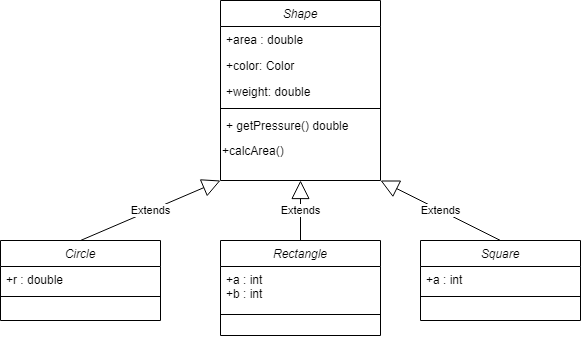 Shape
+area : double
+color: Color
+weight: double
+ getPressure() double
+calcArea()
Extends
Extends
Extends
Circle
+r : double
Rectangle
+a : int
+b : int
Square
+a : int